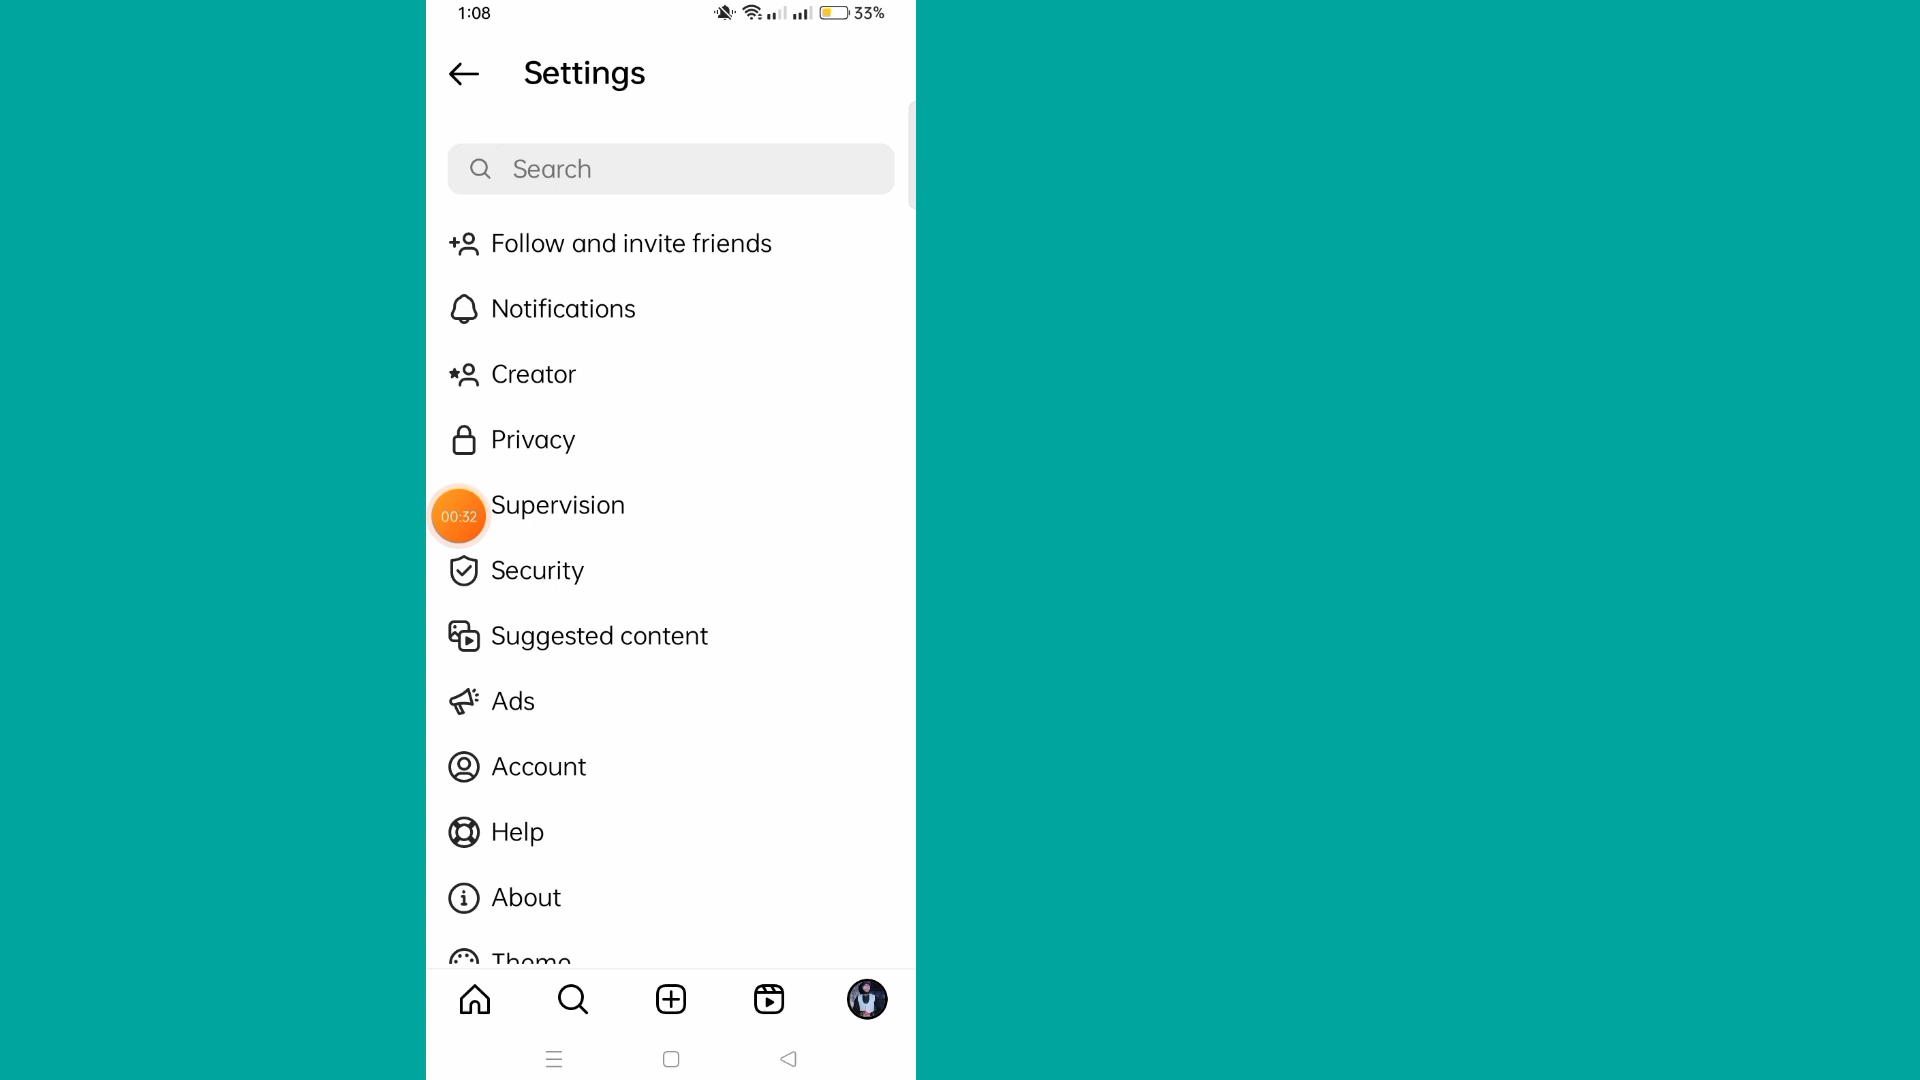 1:08 33%
Settings
Search
Follow and invite friends
Notifications
Creator
Privacy
Supervision
00:32
Security
Suggested content
Ads
Account
Help
About
Theme